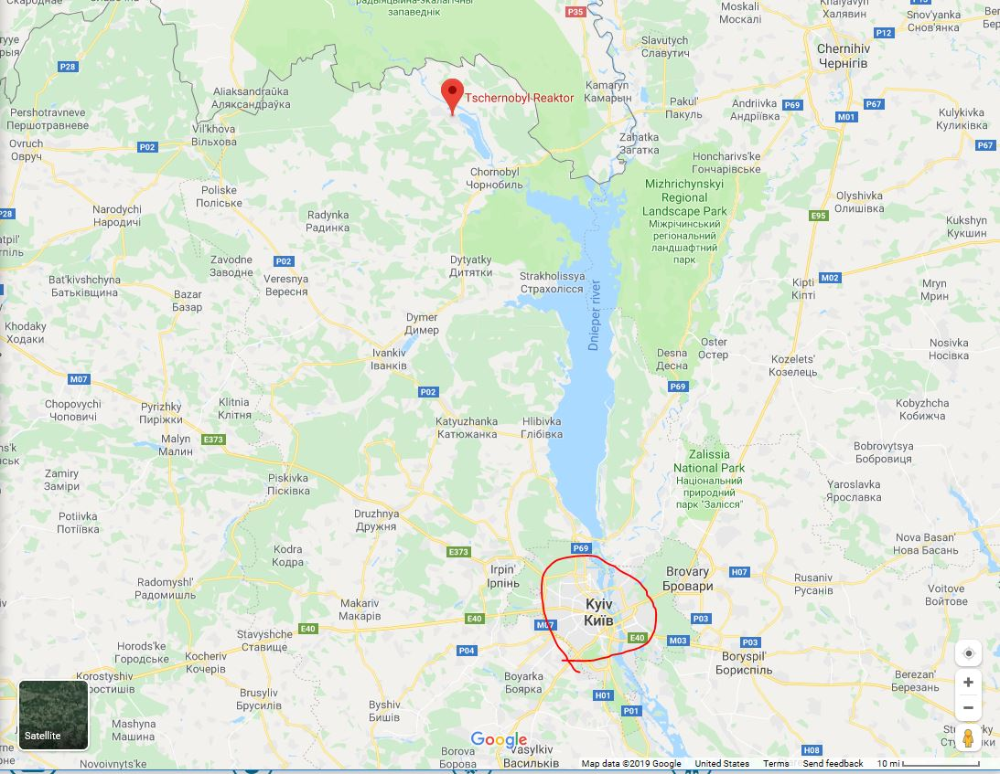 Moskali
Москалі
Халявин
Снов'янка
запаведнік
P35
P12
Slavutych
Славутич
Chernihiv
Чернігів
P28
Tschernobyl Reaktor
Kamaryn
Камарын
Aliaksandraŭka
Аляксандраўка
Pershotravneve
Першотравневе
Vil'khova
Вільхова
Pakul'
Пакуль
Andriivka
Андріївка
P69
P67
M01
Kulykivka
Куликівка
P67
Ovruch
Овруч
P02
Zahatka
Загатка
Honcharivs'ke
Гончарівське
Chornobyl
Чорнобиль
Mizhrichynskyi
Regional
Landscape Park
Міжрічинський
регіональний
ландшафтний
парк
Poliske
Поліське
Olyshivka
Олишівка
Narodychi
Народичі
Radynka
Радинка
P28
E95
Kukshyn
Кукшин
Zavodne
Заводне
P02
Dytyatky
Дитятки
Veresnya
Вересня
Bat'kivshchyna
Батьківщина
Strakholissya
Страхолісся
Kipti
Кіпті
M02
Mryn
Мрин
Bazar
Базар
Dnieper river
Khodaky
Ходаки
Dymer
Димер
Ivankiv
Іванків
Desna
Десна
Oster
Остер
Kozelets'
Козелець
Nosivka
Носівка
M07
P02
P69
Chopovychi
Чоповичі
Pyrizhky
Пиріжки
Klitnia
Клітня
Kobyzhcha
Кобижча
Katyuzhanka
Катюжанка
Hlibivka
Глібівка
Malyn
Малин
E373
Bobrovytsya
Бобровиця
Zalissia
National Park
Національний
природний
парк "Залісся"
Zamiry
Заміри
Piskivka
Пісківка
Yaroslavka
Ярославка
Druzhnya
Дружня
Potiivka
Потіївка
Nova Basan'
Нова Басань
Kodra
Кодра
E373
P69
Irpin'
Ірпінь
Brovary
Бровари
H07
Rusaniv
Русанів
Radomyshl'
Радомишль
Voitove
Войтове
Makariv
Макарів
Kyiv
Київ
E40
M07
P03
E40
Stavyshche
Ставище
E40
M03
P03
P04
Horods'ke
Городське
Kocheriv
Кочерів
Boryspil'
Бориспіль
Korostyshiv
Boyarka
Боярка
Berezan'
Березань
H01
Brusyliv
Брусилів
Byshiv
Бишів
P01
Mashyna
Машина
Satellite
Google
Borova
Борова
Vasylkiv
Васильків
H08
Novoivnyts'ke
Map data ©2019 Google
United States
Terms
Send feedback
10 mi